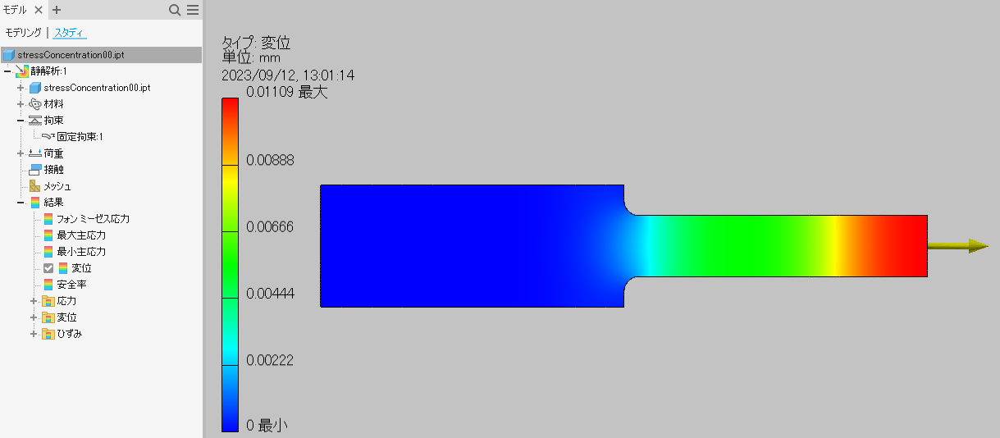 モデル
モデリング | スタディ
stressConcentration00.ipt
静解析:1
stressConcentration00.ipt
材料
拘束
固定拘束:1
荷重
接触
メッシュ
結果
フォン ミーゼス応力
最大主応力
最小主応力
変位
安全率
応力
変位
ひずみ
タイプ: 変位
単位: mm
2023/09/12, 13:01:14
0.01109 最大
0.00888
0.00666
0.00444
0.00222
0 最小